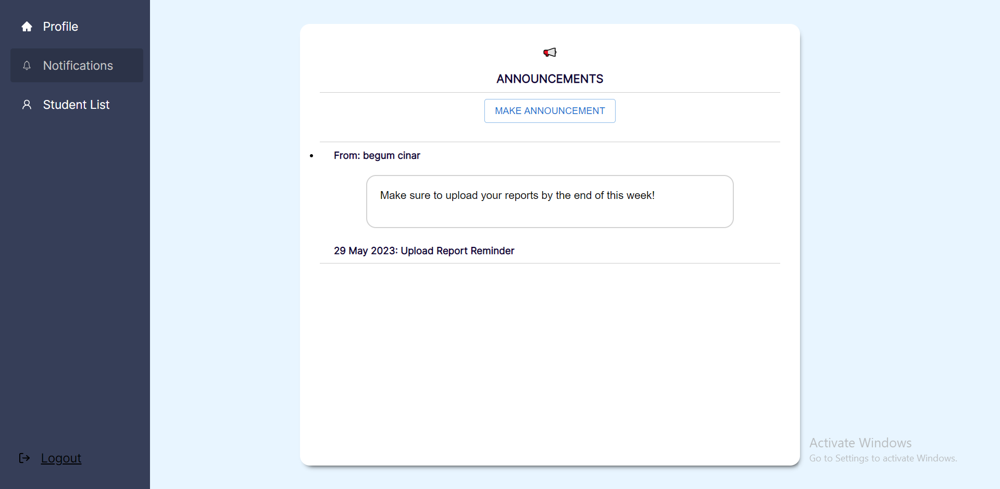 Profile
Notifications
Student List
Logout
ANNOUNCEMENTS
MAKE ANNOUNCEMENT
From: begum cinar
Make sure to upload your reports by the end of this week!
29 May 2023: Upload Report Reminder
Activate Windows
Go to Settings to activate Windows.